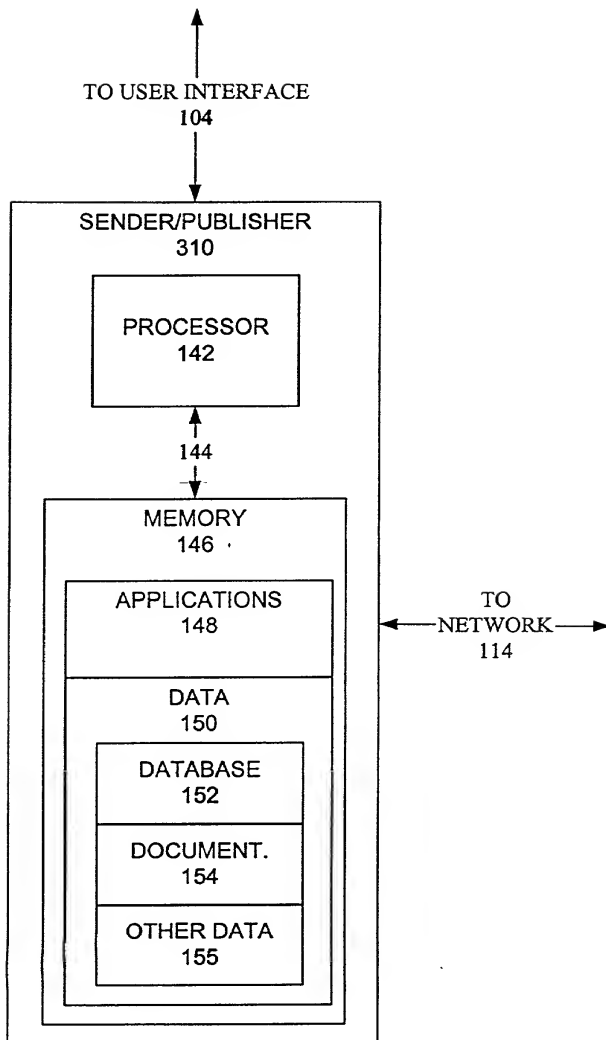 TO USER INTERFACE
104
SENDER/PUBLISHER
310
PROCESSOR
142
144
MEMORY
146
APPLICATIONS
148
TO
NETWORK
114
DATA
150
DATABASE
152
DOCUMENT.
154
OTHER DATA
155